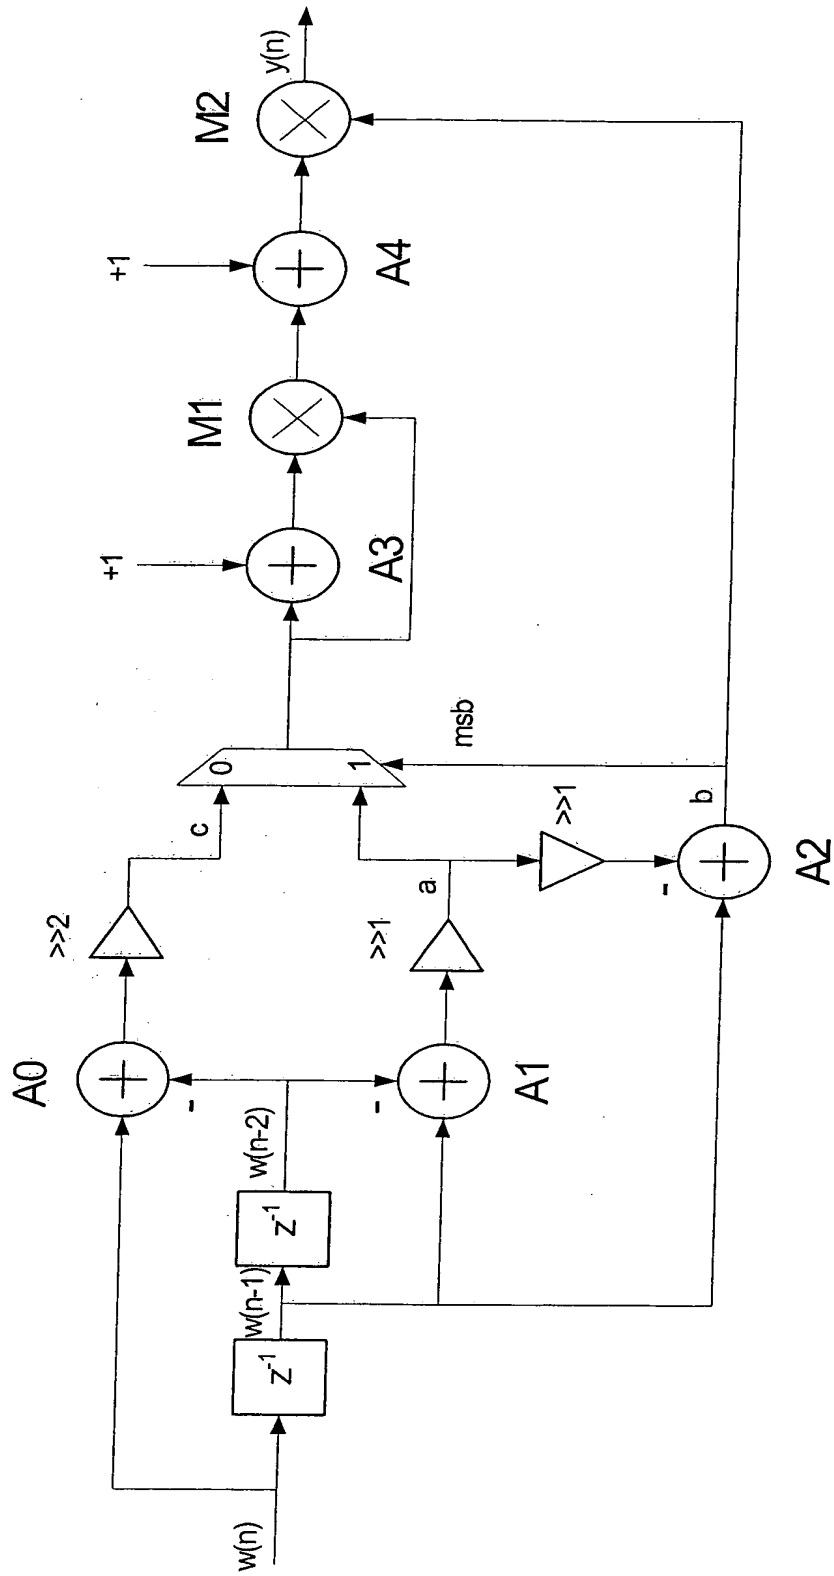 w(n)
z-1
w(n-1)
z-1
w(n-2)
A0
-
-
A1
>>2
>>1
c
a
0
1
msb
>>1
-
b
A2
+1
A3
M1
+1
A4
M2
y(n)